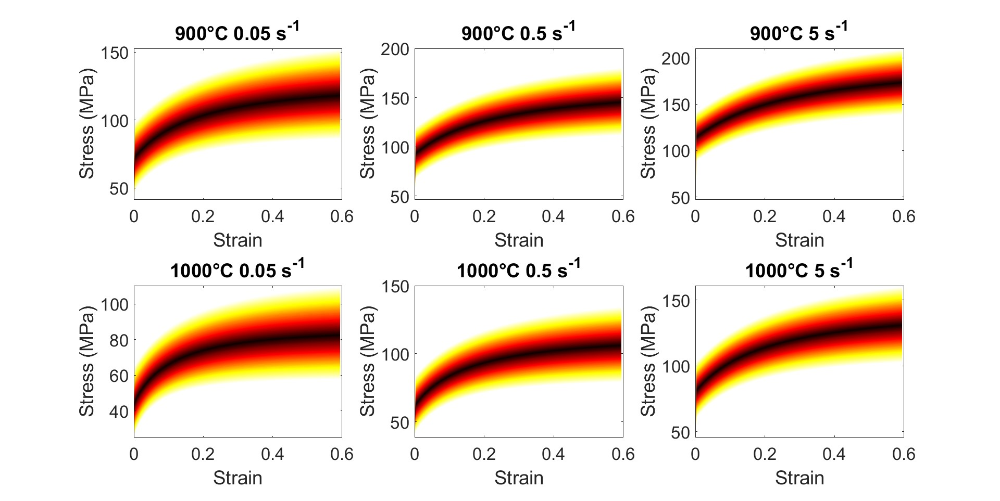 900°C 0.05 s-1
900°C 0.5 s-1
900°C 5 s-1
150
100
50
Stress (MPa)
0 0.2 0.4 0.6
Strain
200
150
100
50
Stress (MPa)
0 0.2 0.4 0.6
Strain
200
150
100
50
Stress (MPa)
0 0.2 0.4 0.6
Strain
1000°C 0.05 s-1
1000°C 0.5 s-1
1000°C 5 s-1
100
80
60
40
Stress (MPa)
0 0.2 0.4 0.6
Strain
150
100
50
Stress (MPa)
0 0.2 0.4 0.6
Strain
150
100
50
Stress (MPa)
0 0.2 0.4 0.6
Strain